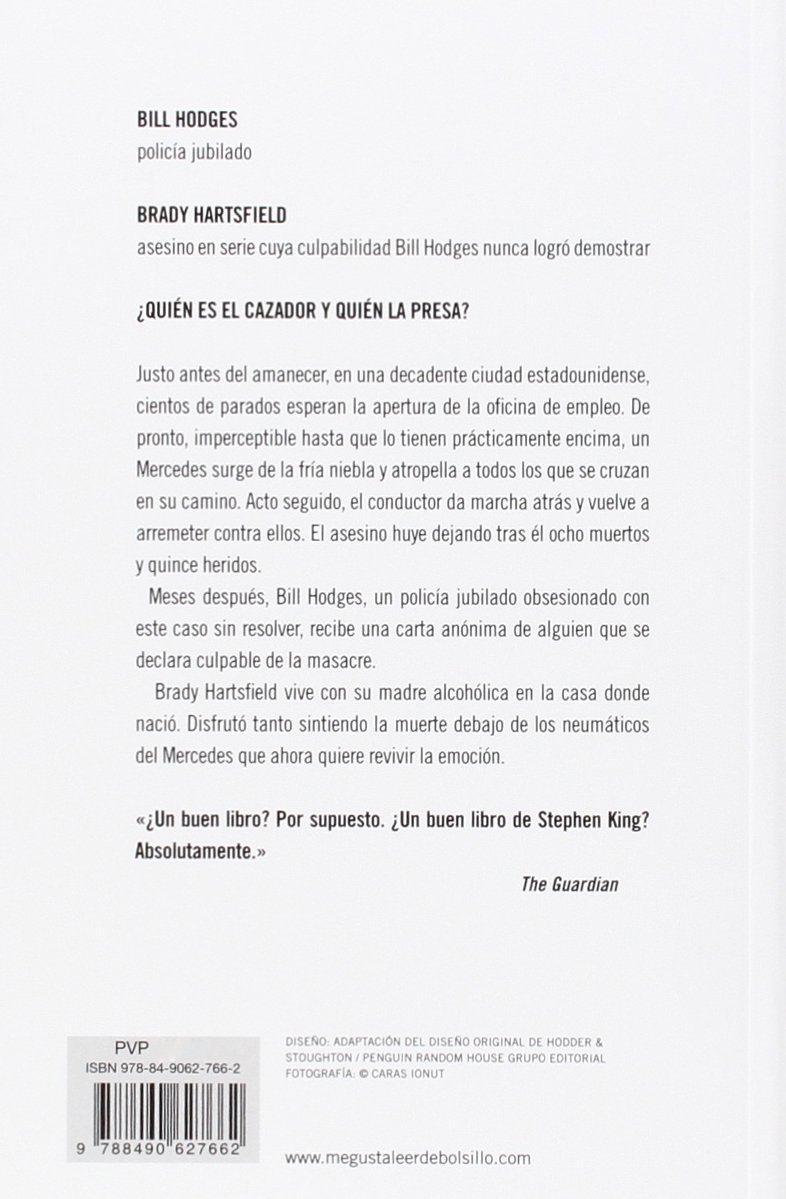 BILL HODGES
policía jubilado
BRADY HARTSFIELD
asesino en serie cuya culpabilidad Bill Hodges nunca logró demostrar
¿QUIÉN ES EL CAZADOR Y QUIÉN LA PRESA?
Justo antes del amanecer, en una decadente ciudad estadounidense,
cientos de parados esperan la apertura de la oficina de empleo. De
pronto, imperceptible hasta que lo tienen prácticamente encima, un
Mercedes surge de la fría niebla y atropella a todos los que se cruzan
en su camino. Acto seguido, el conductor da marcha atrás y vuelve a
arremeter contra ellos. El asesino huye dejando tras él ocho muertos
y quince heridos.
Meses después, Bill Hodges, un policía jubilado obsesionado con
este caso sin resolver, recibe una carta anónima de alguien que se
declara culpable de la masacre.
Brady Hartsfield vive con su madre alcohólica en la casa donde
nació. Disfrutó tanto sintiendo la muerte debajo de los neumáticos
del Mercedes que ahora quiere revivir la emoción.
«¿Un buen libro? Por supuesto. ¿Un buen libro de Stephen King?
Absolutamente.»
The Guardian
PVP
ISBN 978-84-9062-766-2
9 788490 627662
DISEÑO: ADAPTACIÓN DEL DISEÑO ORIGINAL DE HODDER &
STOUGHTON / PENGUIN RANDOM HOUSE GRUPO EDITORIAL
FOTOGRAFÍA: © CARAS IONUT
www.megustaleerdebolsillo.com